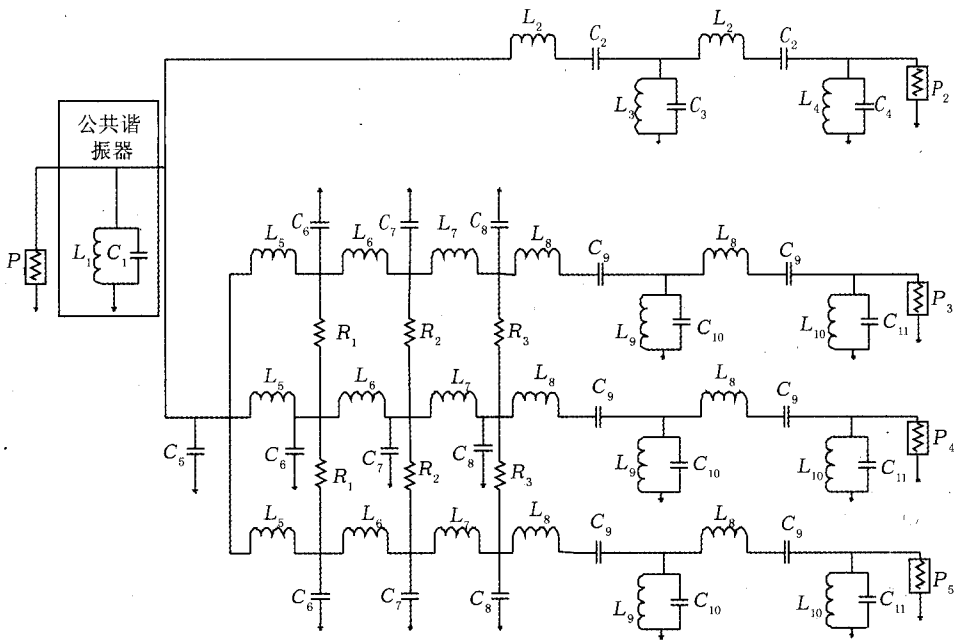 L2 C2 L2 C2
L3 C3 L4 C4 P2
公共谐
振器
P L1 C1
C6 C7 C8
L5 L6 L7 L8 C9 L8 C9
R1 R2 R3 L9 C10 L10 C11 P3
L5 L6 L7 L8 C9 L8 C9
C5 C6 R1 C7 R2 C8 R3 L9 C10 L10 C11 P4
L5 L6 L7 L8 C9 L8 C9
C6 C7 C8 L9 C10 L10 C11 P5